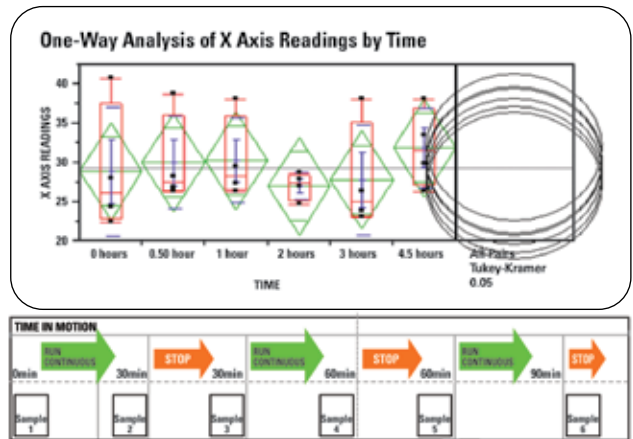 One-Way Analysis of X Axis Readings by Time
X AXIS READINGS
40
35
30
25
20
0 hours 0.50 hour 1 hour 2 hours 3 hours 4.5 hours
TIME
All-Pairs
Tukey-Kramer
0.05
TIME IN MOTION
RUN CONTINUOUS STOP RUN CONTINUOUS STOP RUN CONTINUOUS STOP
0min 30min 30min 60min 60min 90min
Sample 1 Sample 2 Sample 3 Sample 4 Sample 5 Sample 6